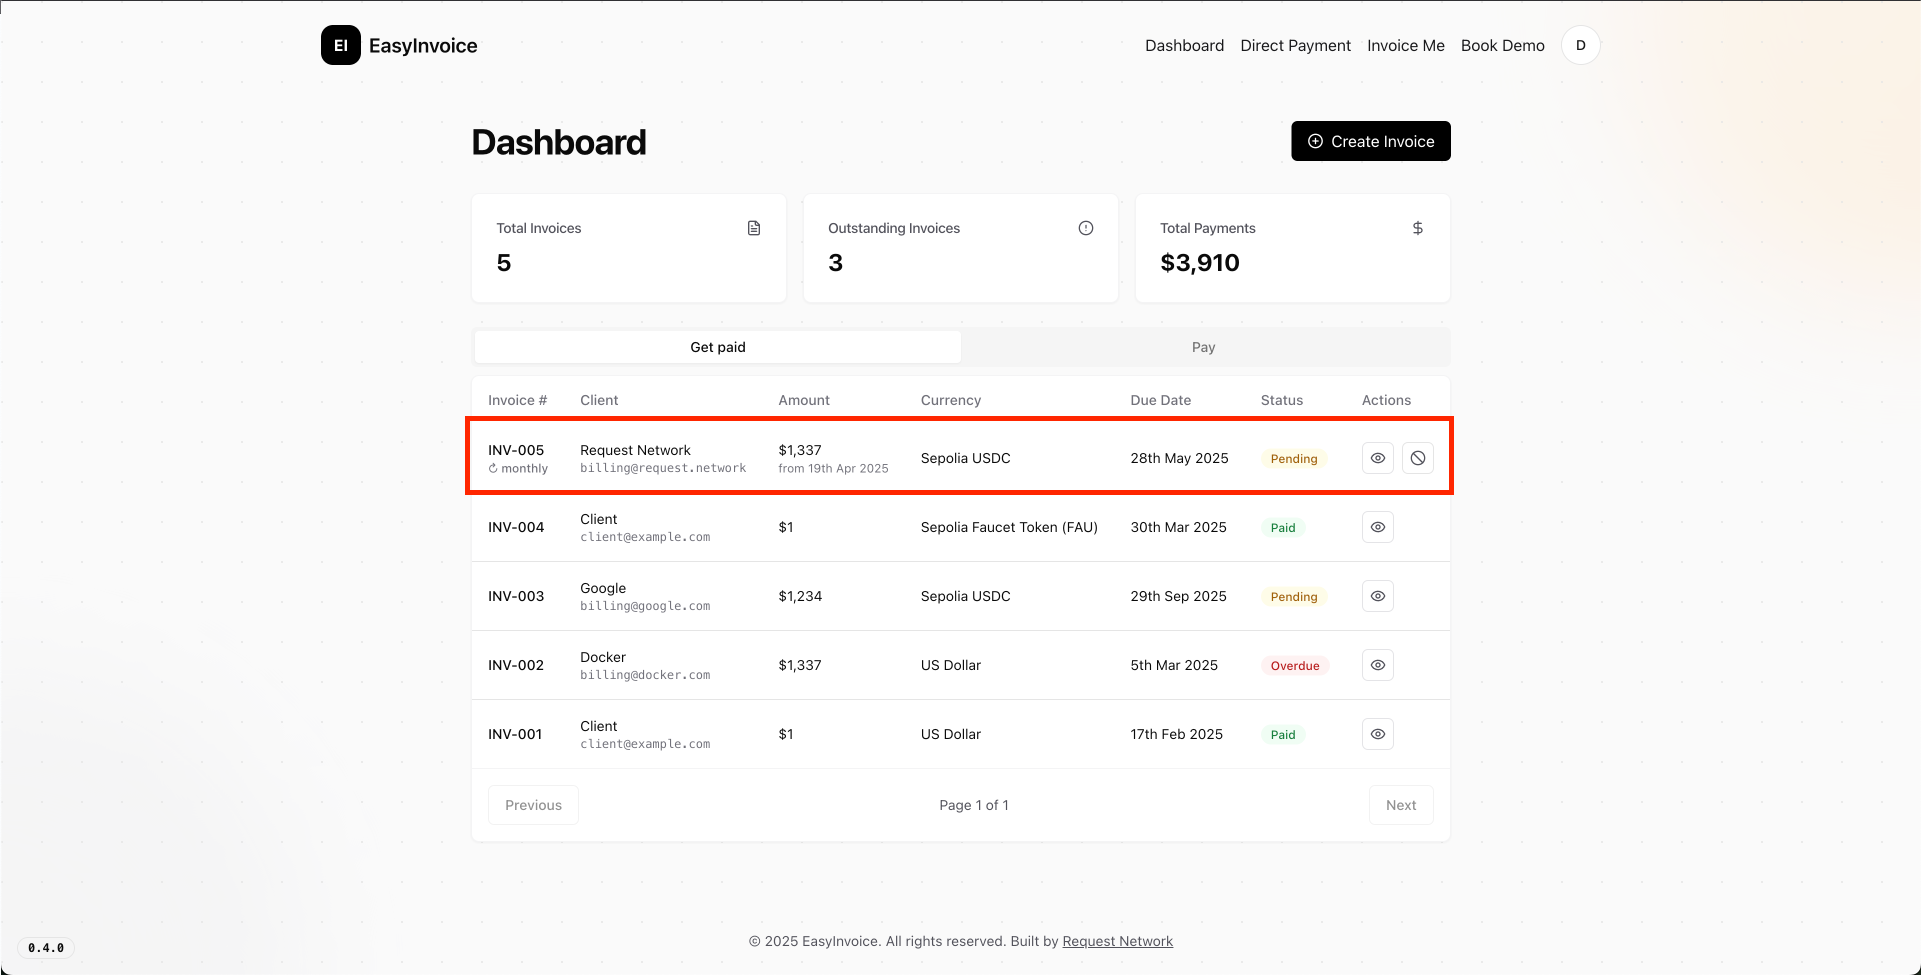 EI EasyInvoice
Dashboard Direct Payment Invoice Me Book Demo D
Dashboard
Create Invoice
Total Invoices
5
Outstanding Invoices
3
Total Payments
$3,910
Get paid Pay
Invoice # Client Amount Currency Due Date Status Actions
INV-005 Request Network $1,337 Sepolia USDC 28th May 2025 Pending
monthly billing@request.network from 19th Apr 2025
INV-004 Client $1 Sepolia Faucet Token (FAU) 30th Mar 2025 Paid
client@example.com
INV-003 Google $1,234 Sepolia USDC 29th Sep 2025 Pending
billing@google.com
INV-002 Docker $1,337 US Dollar 5th Mar 2025 Overdue
billing@docker.com
INV-001 Client $1 US Dollar 17th Feb 2025 Paid
client@example.com
Previous Page 1 of 1 Next
© 2025 EasyInvoice. All rights reserved. Built by Request Network
0.4.0